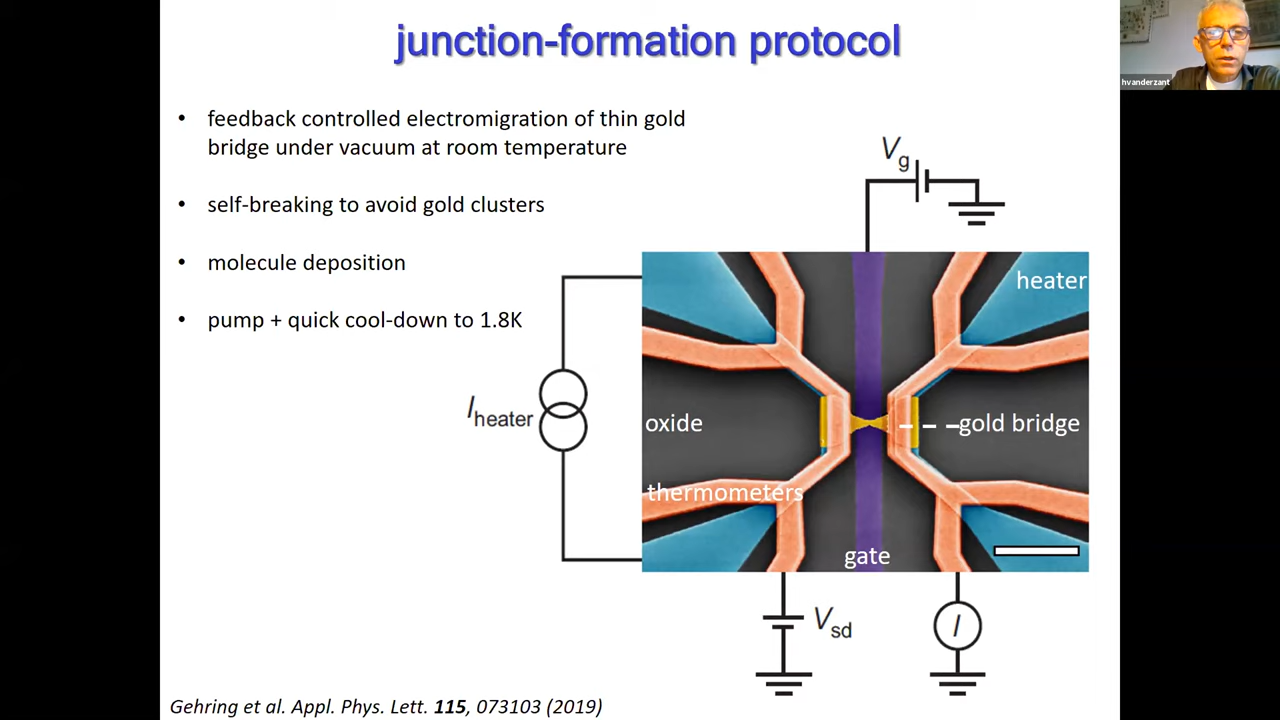 junction-formation protocol
hvanderzant
• feedback controlled electromigration of thin gold
bridge under vacuum at room temperature
• self-breaking to avoid gold clusters
• molecule deposition
• pump + quick cool-down to 1.8K
Vg
heater
Iheater
oxide
gold bridge
thermometers
gate
Vsd
I
Gehring et al. Appl. Phys. Lett. 115, 073103 (2019)